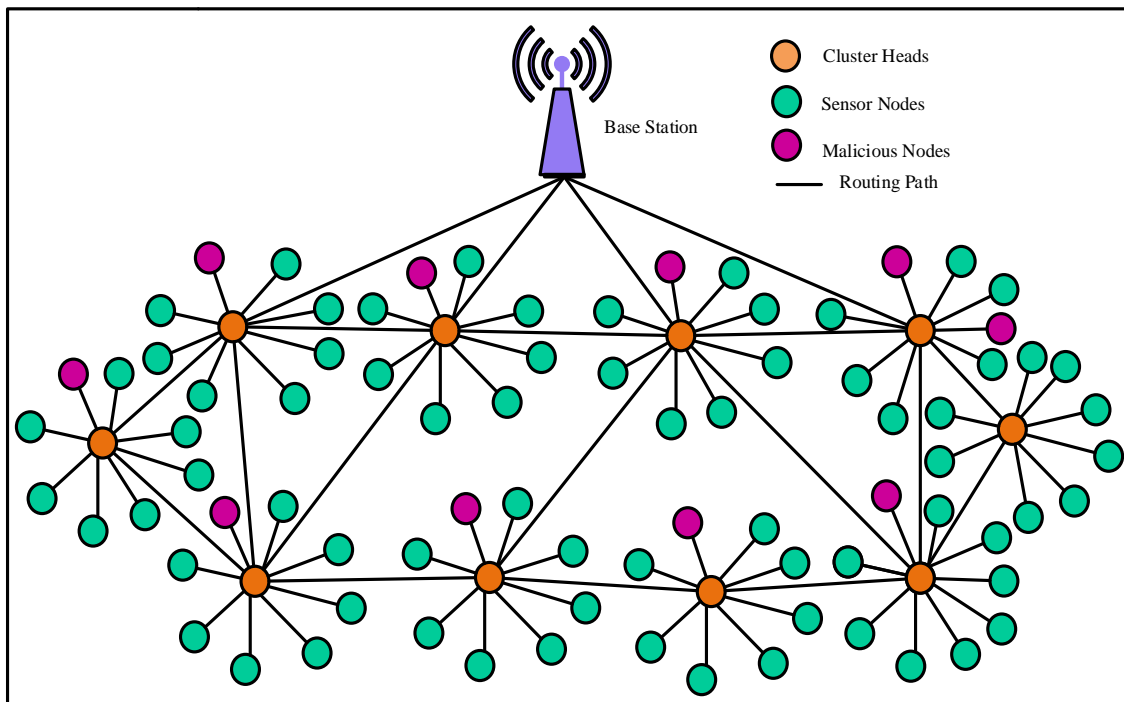 Cluster Heads
Sensor Nodes
Base Station
Malicious Nodes
Routing Path